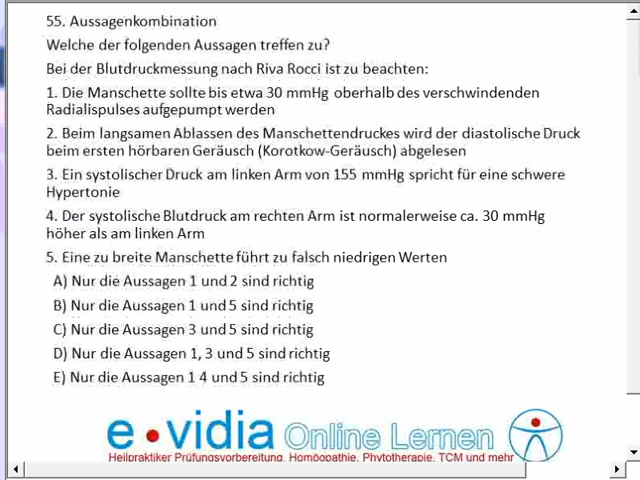 55. Aussagenkombination
Welche der folgenden Aussagen treffen zu?
Bei der Blutdruckmessung nach Riva Rocci ist zu beachten:
1. Die Manschette sollte bis etwa 30 mmHg oberhalb des verschwindenden
Radialispulses aufgepumpt werden
2. Beim langsamen Ablassen des Manschettendruckes wird der diastolische Druck
beim ersten hörbaren Geräusch (Korotkow-Geräusch) abgelesen
3. Ein systolischer Druck am linken Arm von 155 mmHg spricht für eine schwere
Hypertonie
4. Der systolische Blutdruck am rechten Arm ist normalerweise ca. 30 mmHg
höher als am linken Arm
5. Eine zu breite Manschette führt zu falsch niedrigen Werten
A) Nur die Aussagen 1 und 2 sind richtig
B) Nur die Aussagen 1 und 5 sind richtig
C) Nur die Aussagen 3 und 5 sind richtig
D) Nur die Aussagen 1, 3 und 5 sind richtig
E) Nur die Aussagen 1 4 und 5 sind richtig
e•vidia Online Lernen
Heilpraktiker Prüfungsvorbereitung, Homöopathie, Phytotherapie, TCM und mehr